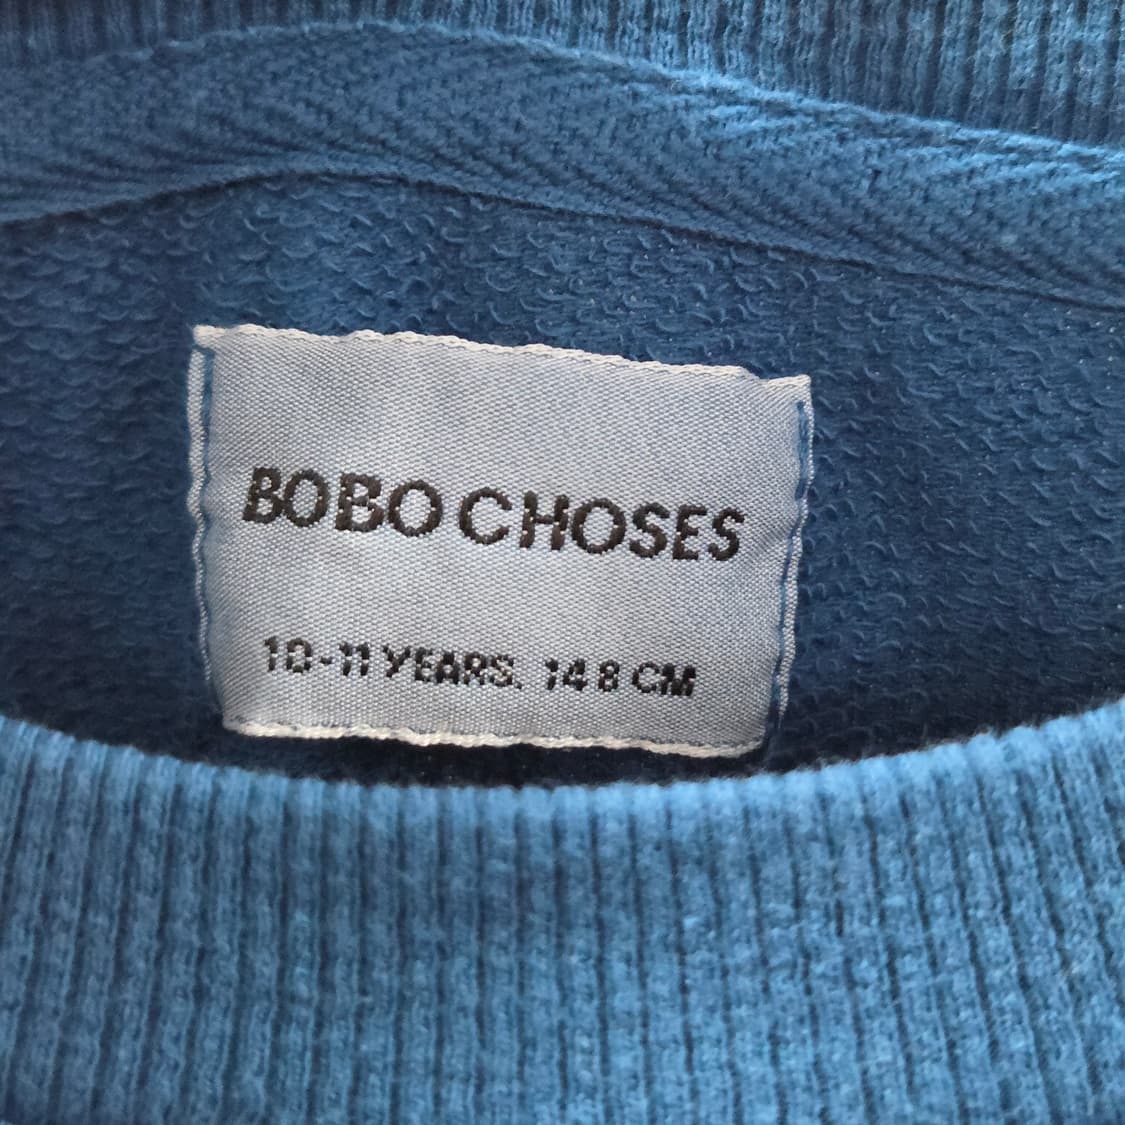 BOBO CHOSES
10-11 YEARS. 148 CM